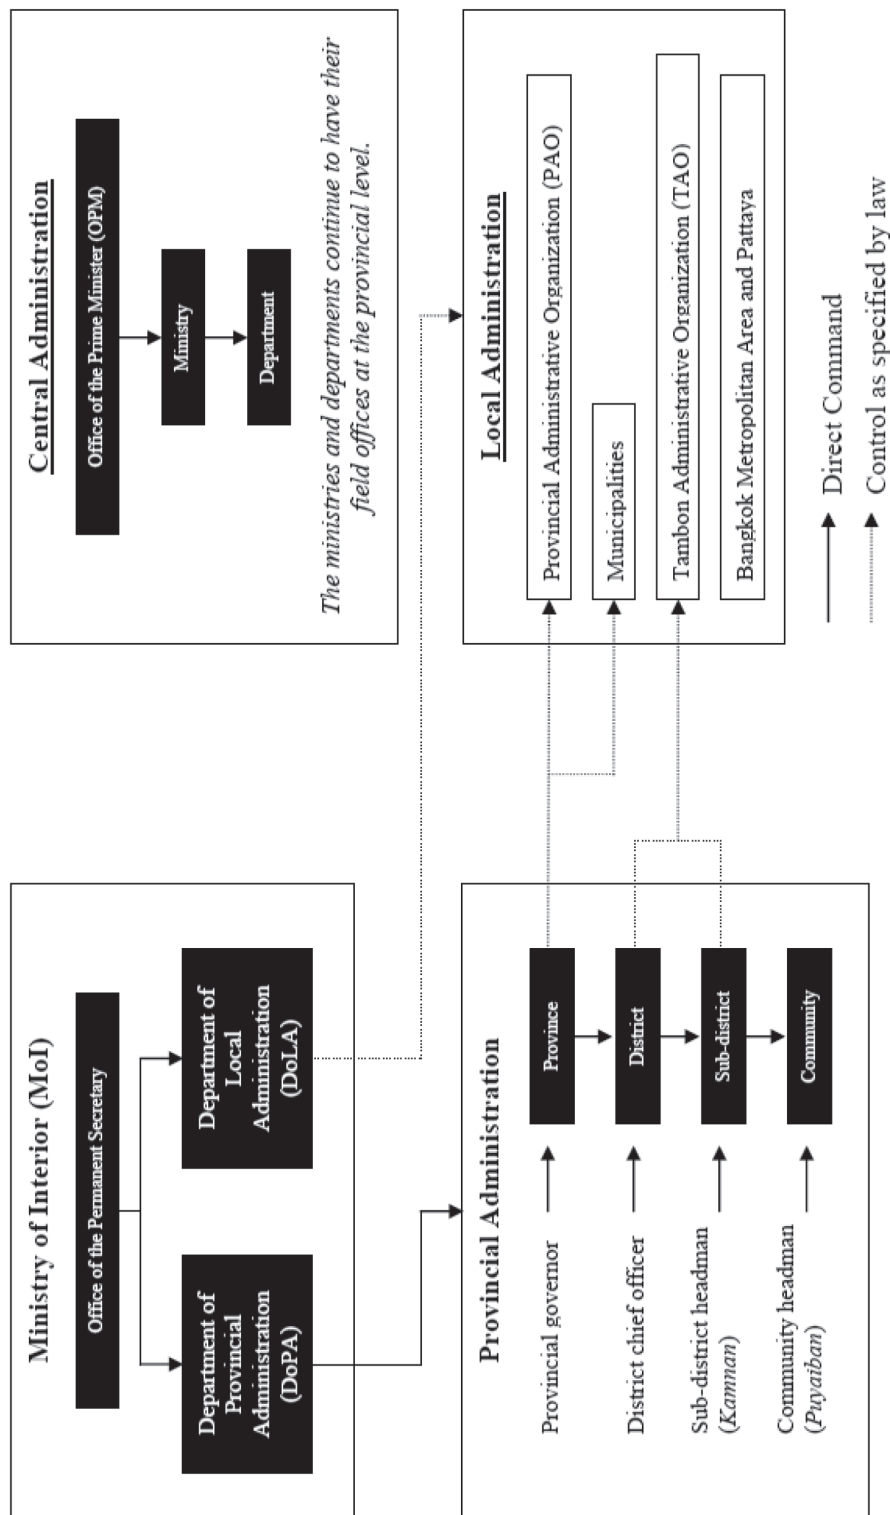 Ministry of Interior (MoI)
Office of the Permanent Secretary
Department of
Provincial
Administration
(DoPA)
Department of
Local
Administration
(DoLA)
Central Administration
Office of the Prime Minister (OPM)
Ministry
Department
The ministries and departments continue to have their
field offices at the provincial level.
Provincial Administration
Provincial governor
Province
District chief officer
District
Sub-district headman
(Kamnan)
Sub-district
Community headman
(Puyaiban)
Community
Local Administration
Provincial Administrative Organization (PAO)
Municipalities
Tambon Administrative Organization (TAO)
Bangkok Metropolitan Area and Pattaya
Direct Command
Control as specified by law